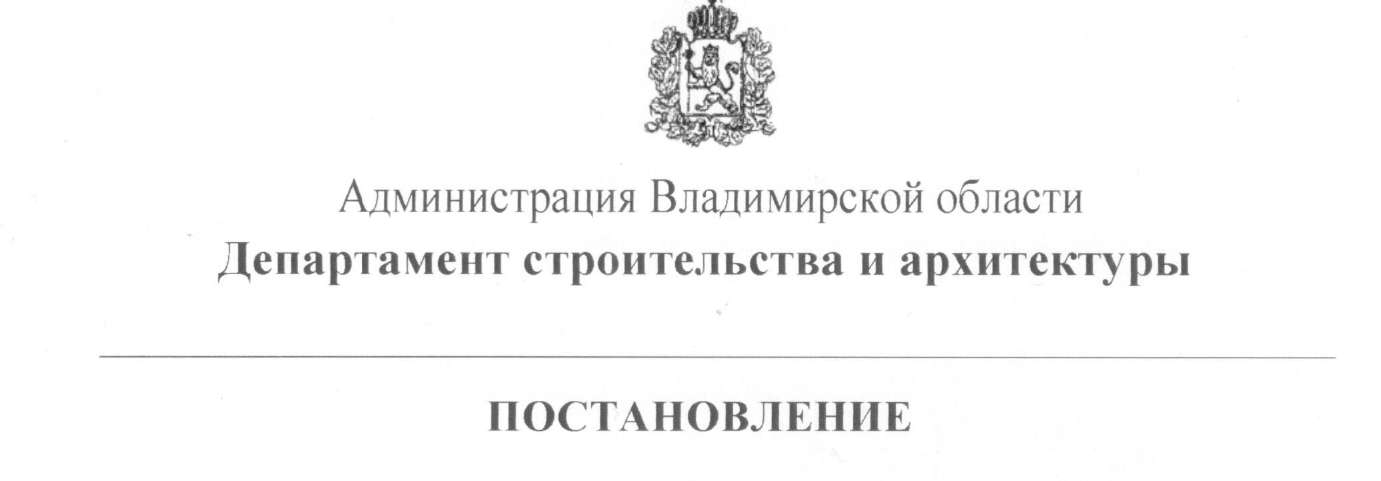 Администрация Владимирской области
Департамент строительства и архитектуры
ПОСТАНОВЛЕНИЕ